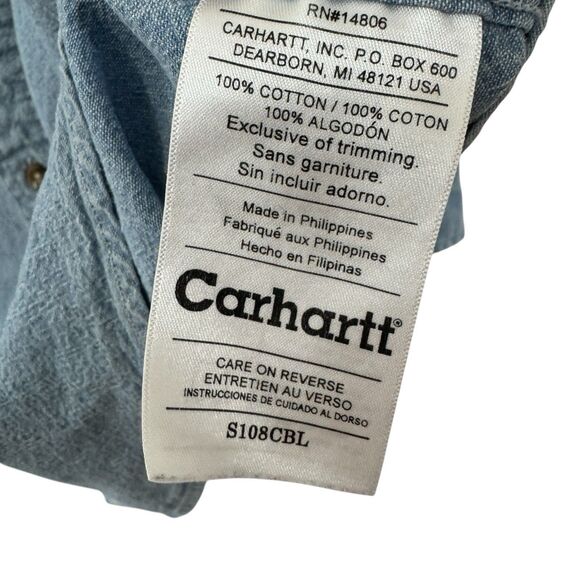 RN#14806
CARHARTT, INC. P.O. BOX 600
DEARBORN, MI 48121 USA
100% COTTON / 100% COTON
100% ALGODÓN
Exclusive of trimming.
Sans garniture.
Sin incluir adorno.
Made in Philippines
Fabriqué aux Philippines
Hecho en Filipinas
Carhartt®
CARE ON REVERSE
ENTRETIEN AU VERSO
INSTRUCCIONES DE CUIDADO AL DORSO
S108CBL